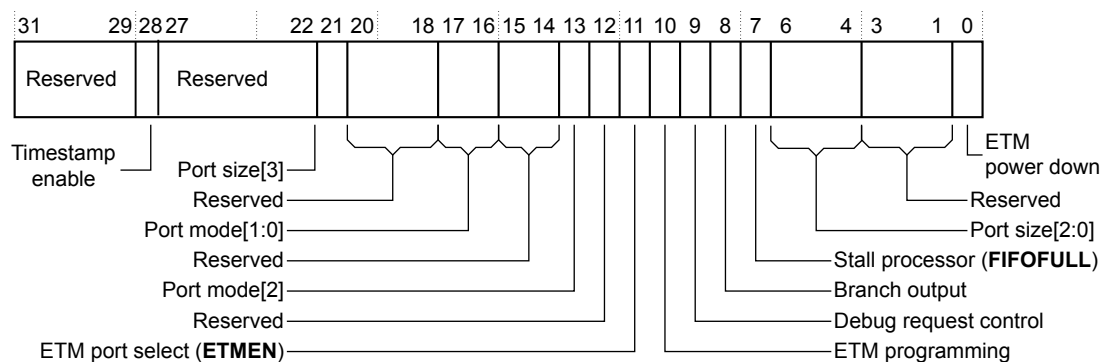 31 29 28 27 22 21 20 18 17 16 15 14 13 12 11 10 9 8 7 6 4 3 1 0
Reserved Reserved
Timestamp
enable
ETM
power down
Port size[3]
Reserved Reserved
Port mode[1:0] Port size[2:0]
Reserved Stall processor (FIFOFULL)
Port mode[2] Branch output
Reserved Debug request control
ETM port select (ETMEN) ETM programming